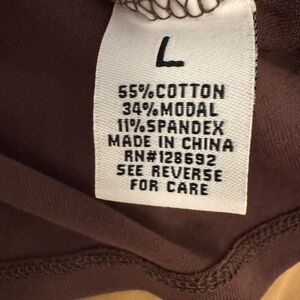 L
55%COTTON
34%MODAL
11%SPANDEX
MADE IN CHINA
RN#128692
SEE REVERSE
FOR CARE